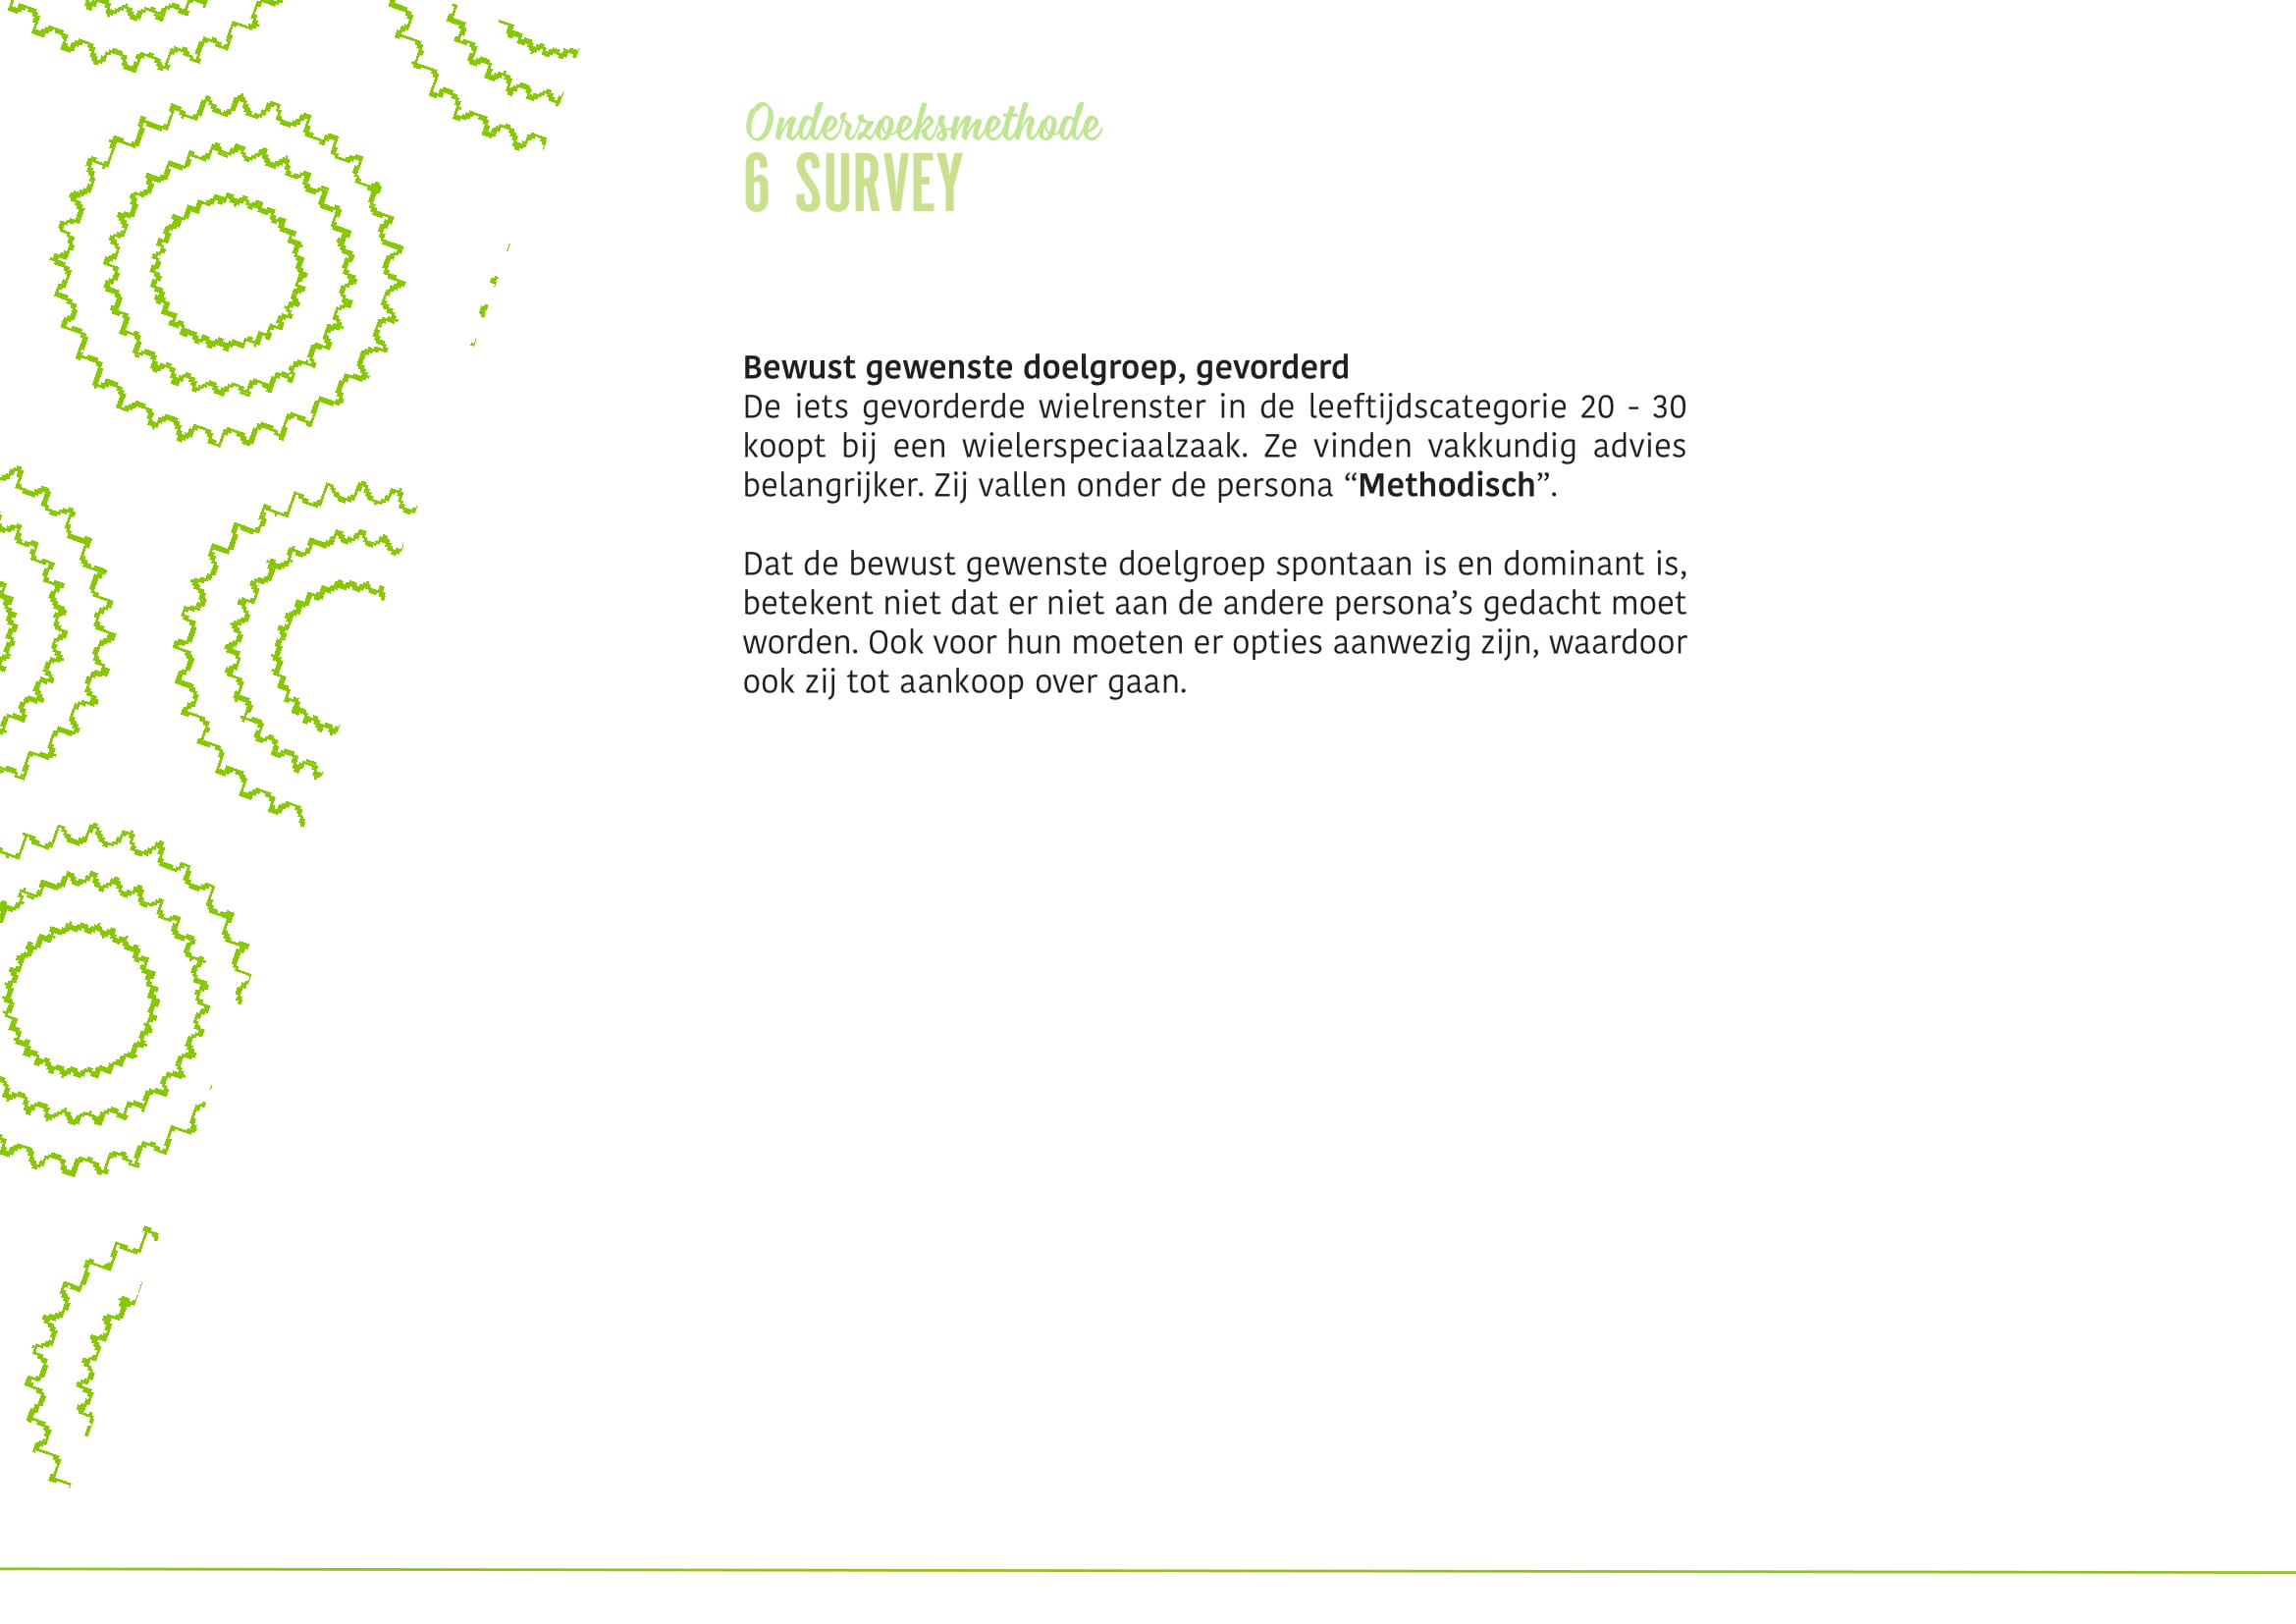 Onderzoeksmethode
6 SURVEY
Bewust gewenste doelgroep, gevorderd
De iets gevorderde wielrenster in de leeftijdscategorie 20 - 30
koopt bij een wielerspeciaalzaak. Ze vinden vakkundig advies
belangrijker. Zij vallen onder de persona “Methodisch”.
Dat de bewust gewenste doelgroep spontaan is en dominant is,
betekent niet dat er niet aan de andere persona’s gedacht moet
worden. Ook voor hun moeten er opties aanwezig zijn, waardoor
ook zij tot aankoop over gaan.